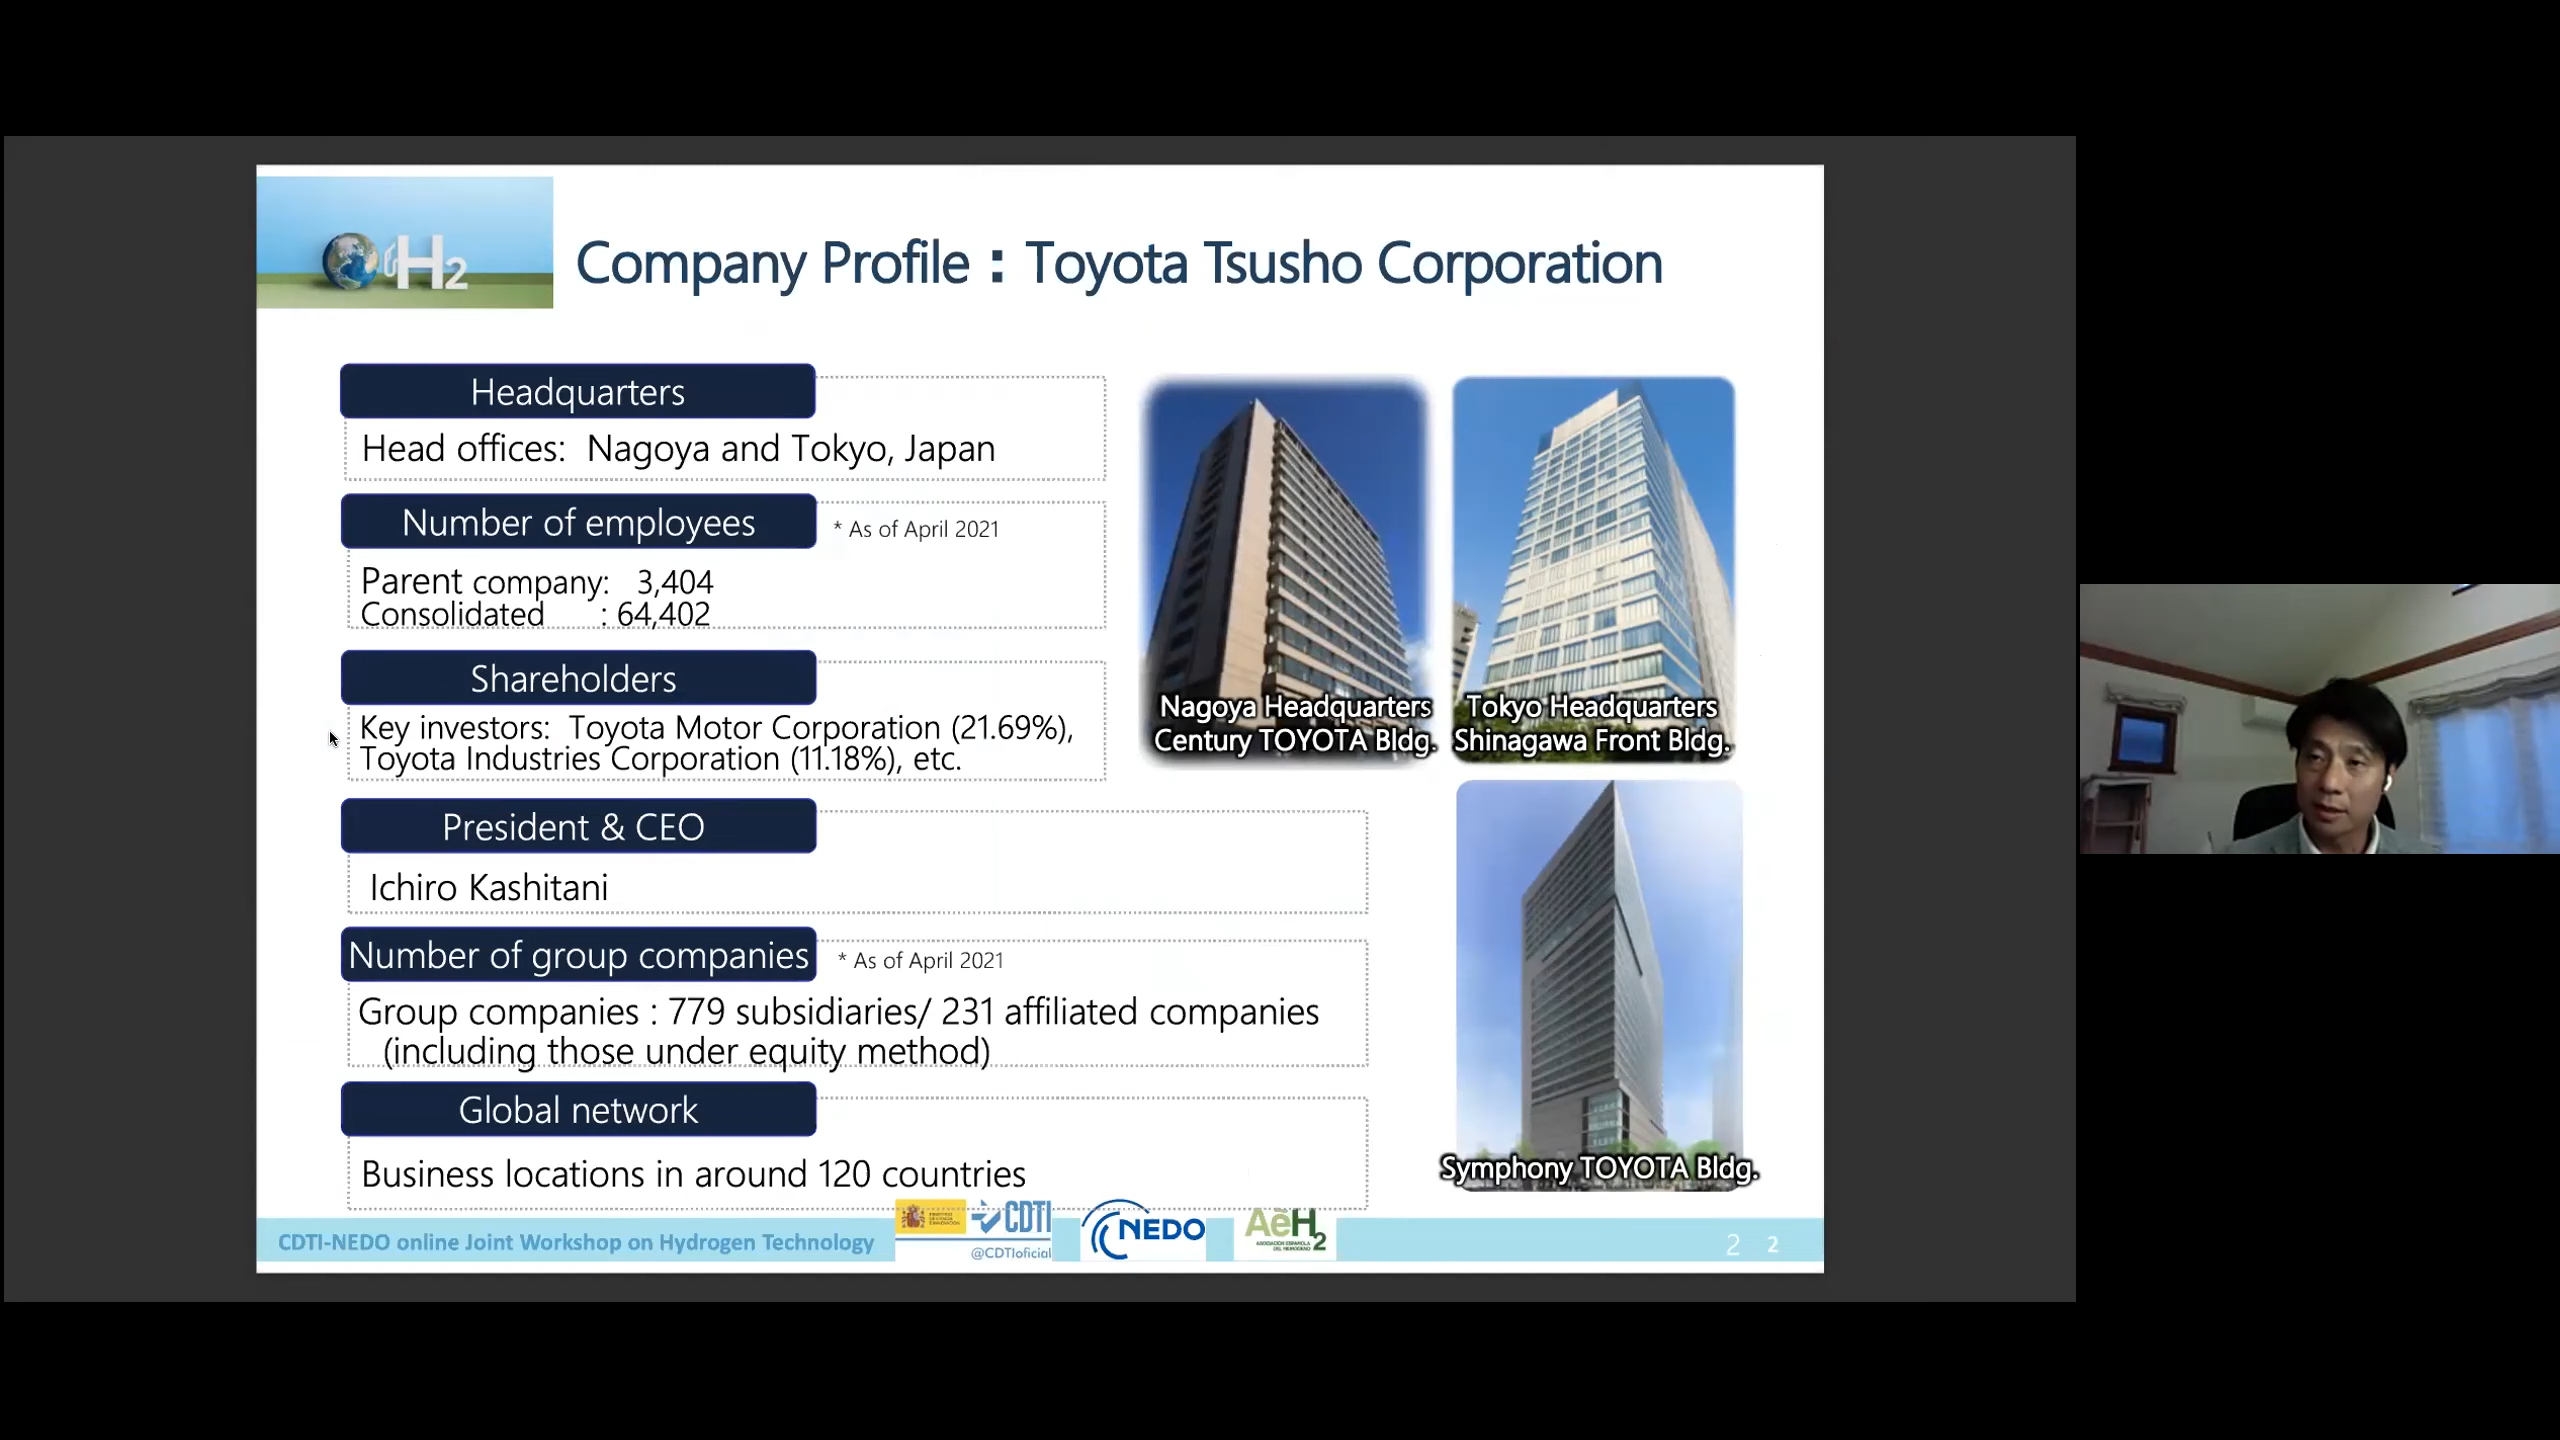 H2
Company Profile : Toyota Tsusho Corporation
Headquarters
Head offices: Nagoya and Tokyo, Japan
Number of employees
* As of April 2021
Parent company: 3,404
Consolidated : 64,402
Shareholders
Key investors: Toyota Motor Corporation (21.69%),
Toyota Industries Corporation (11.18%), etc.
President & CEO
Ichiro Kashitani
Number of group companies
* As of April 2021
Group companies : 779 subsidiaries/ 231 affiliated companies
(including those under equity method)
Global network
Business locations in around 120 countries
Nagoya Headquarters
Century TOYOTA Bldg.
Tokyo Headquarters
Shinagawa Front Bldg.
Symphony TOYOTA Bldg.
CDTI-NEDO online Joint Workshop on Hydrogen Technology
CDTI
@CDTIoficial
NEDO
AeH2
2 2